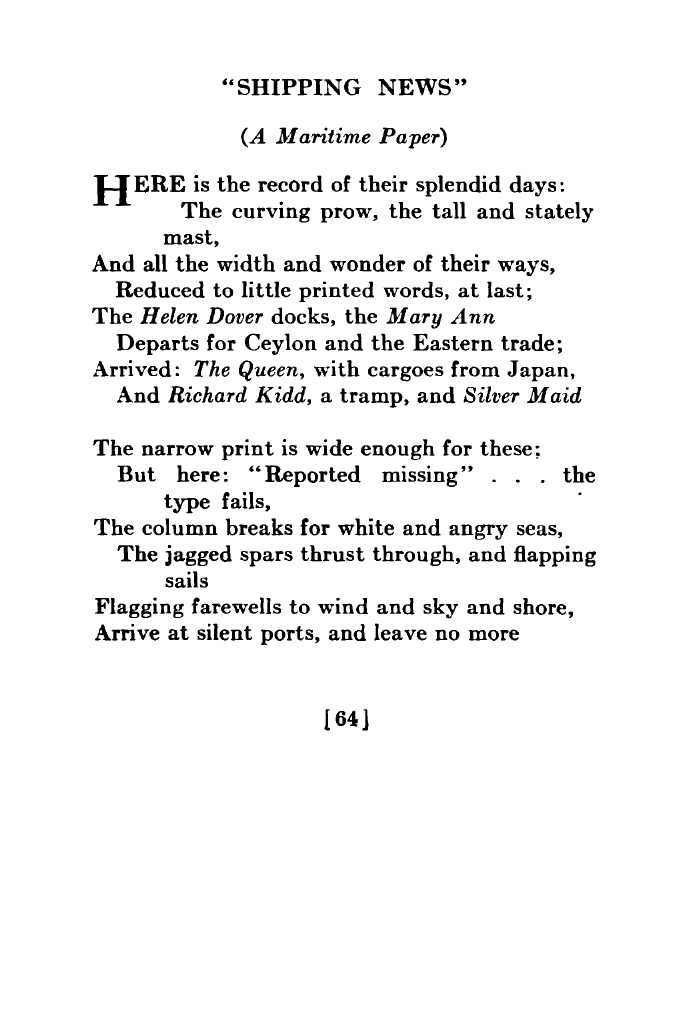 “SHIPPING NEWS”
(A Maritime Paper)
HERE is the record of their splendid days:
The curving prow, the tall and stately
mast,
And all the width and wonder of their ways,
Reduced to little printed words, at last;
The Helen Dover docks, the Mary Ann
Departs for Ceylon and the Eastern trade;
Arrived: The Queen, with cargoes from Japan,
And Richard Kidd, a tramp, and Silver Maid
The narrow print is wide enough for these;
But here: “Reported missing” . . . the
type fails,
The column breaks for white and angry seas,
The jagged spars thrust through, and flapping
sails
Flagging farewells to wind and sky and shore,
Arrive at silent ports, and leave no more
[64]